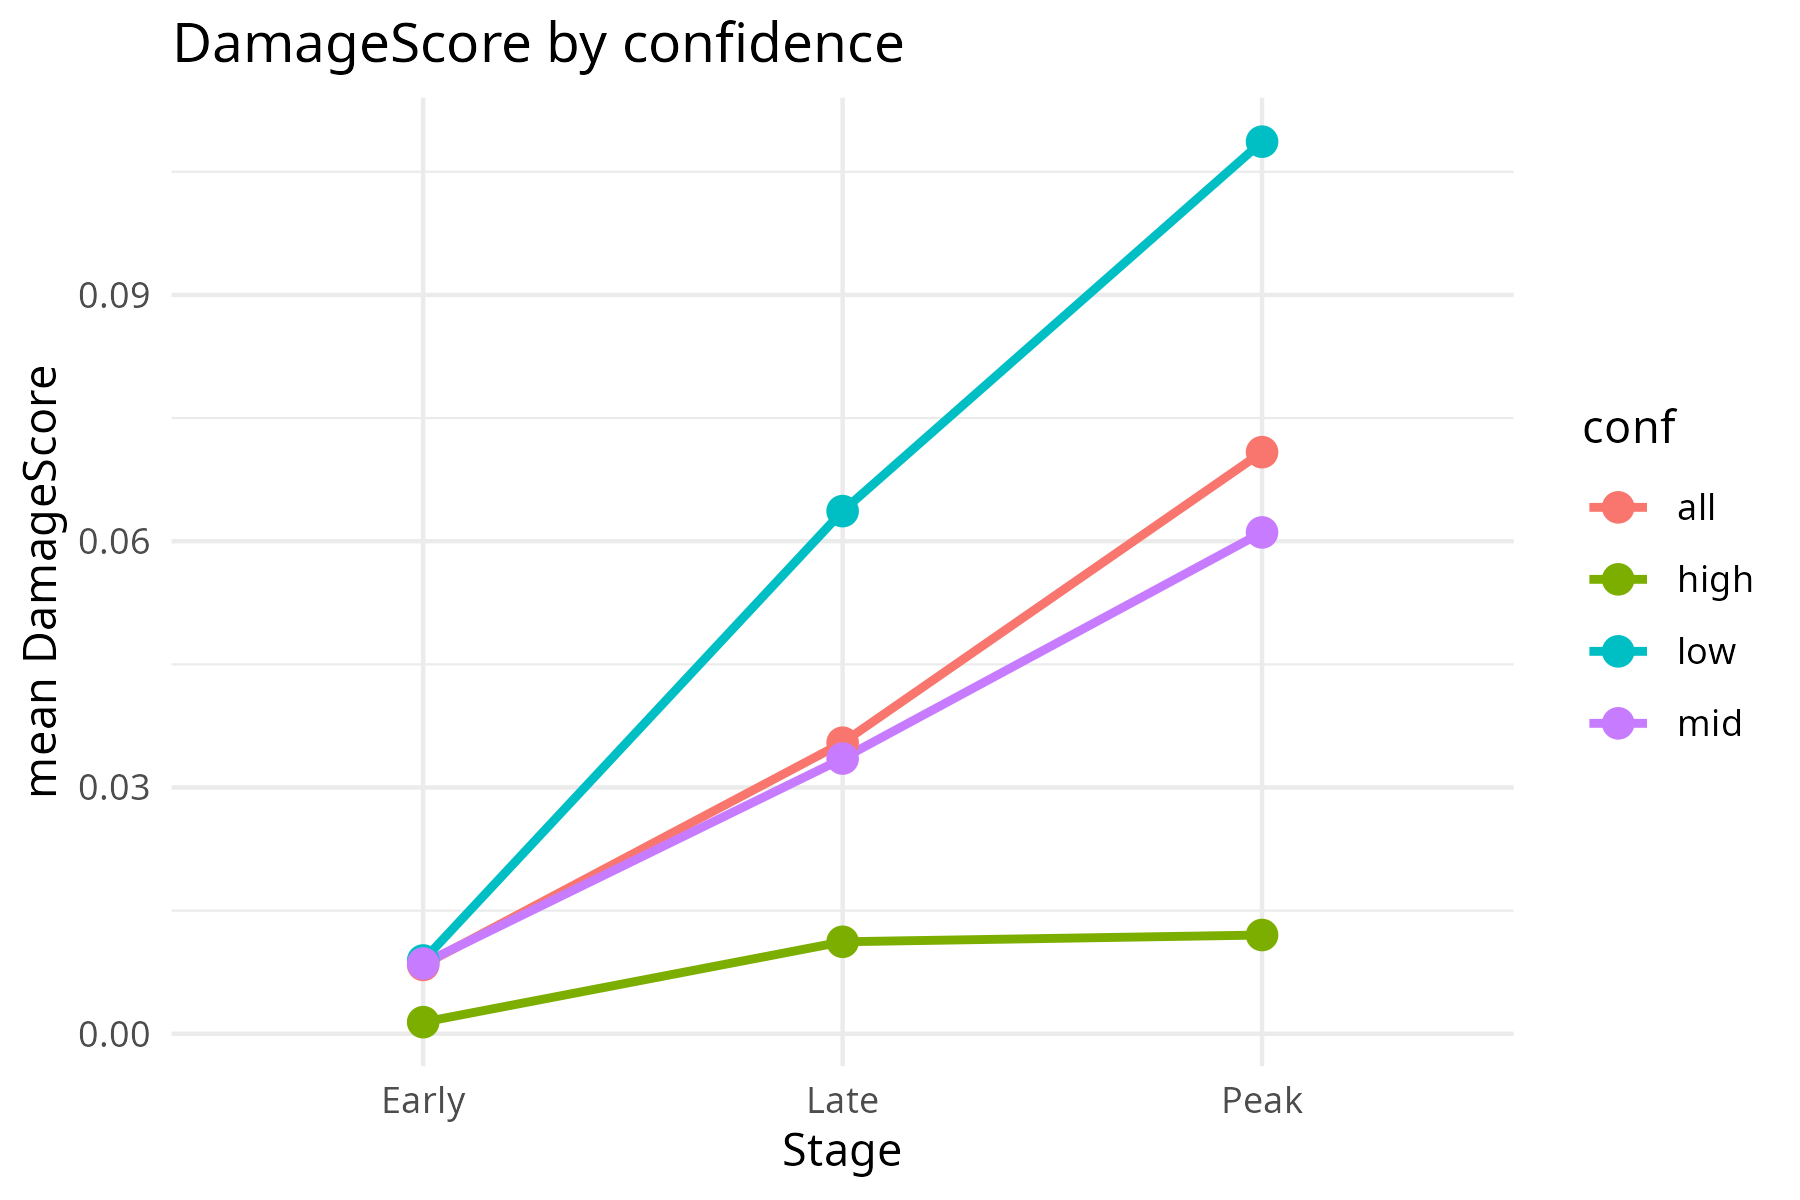 DamageScore by confidence
mean DamageScore
0.09
0.06
0.03
0.00
Early
Late
Peak
Stage
conf
all
high
low
mid